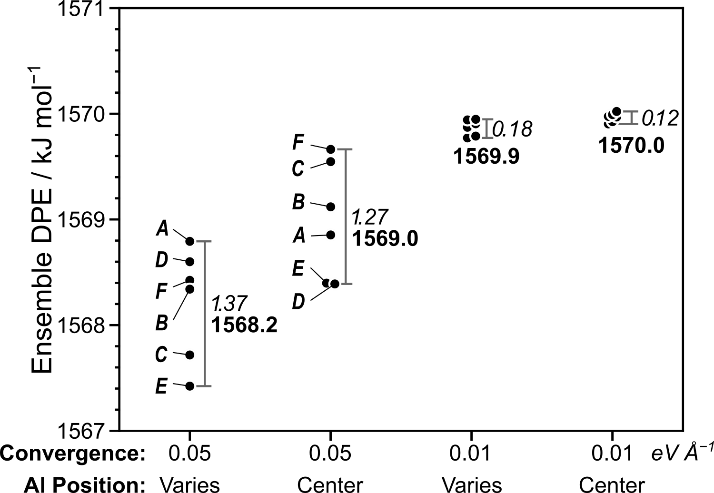 1571
1570
1569
1568
1567
Ensemble DPE / kJ mol⁻¹
A
D
F
B
C
E
1.37
1568.2
F
C
B
A
E
D
1.27
1569.0
0.18
1569.9
0.12
1570.0
Convergence: 0.05 0.05 0.01 0.01 eV Å⁻¹
Al Position: Varies Center Varies Center